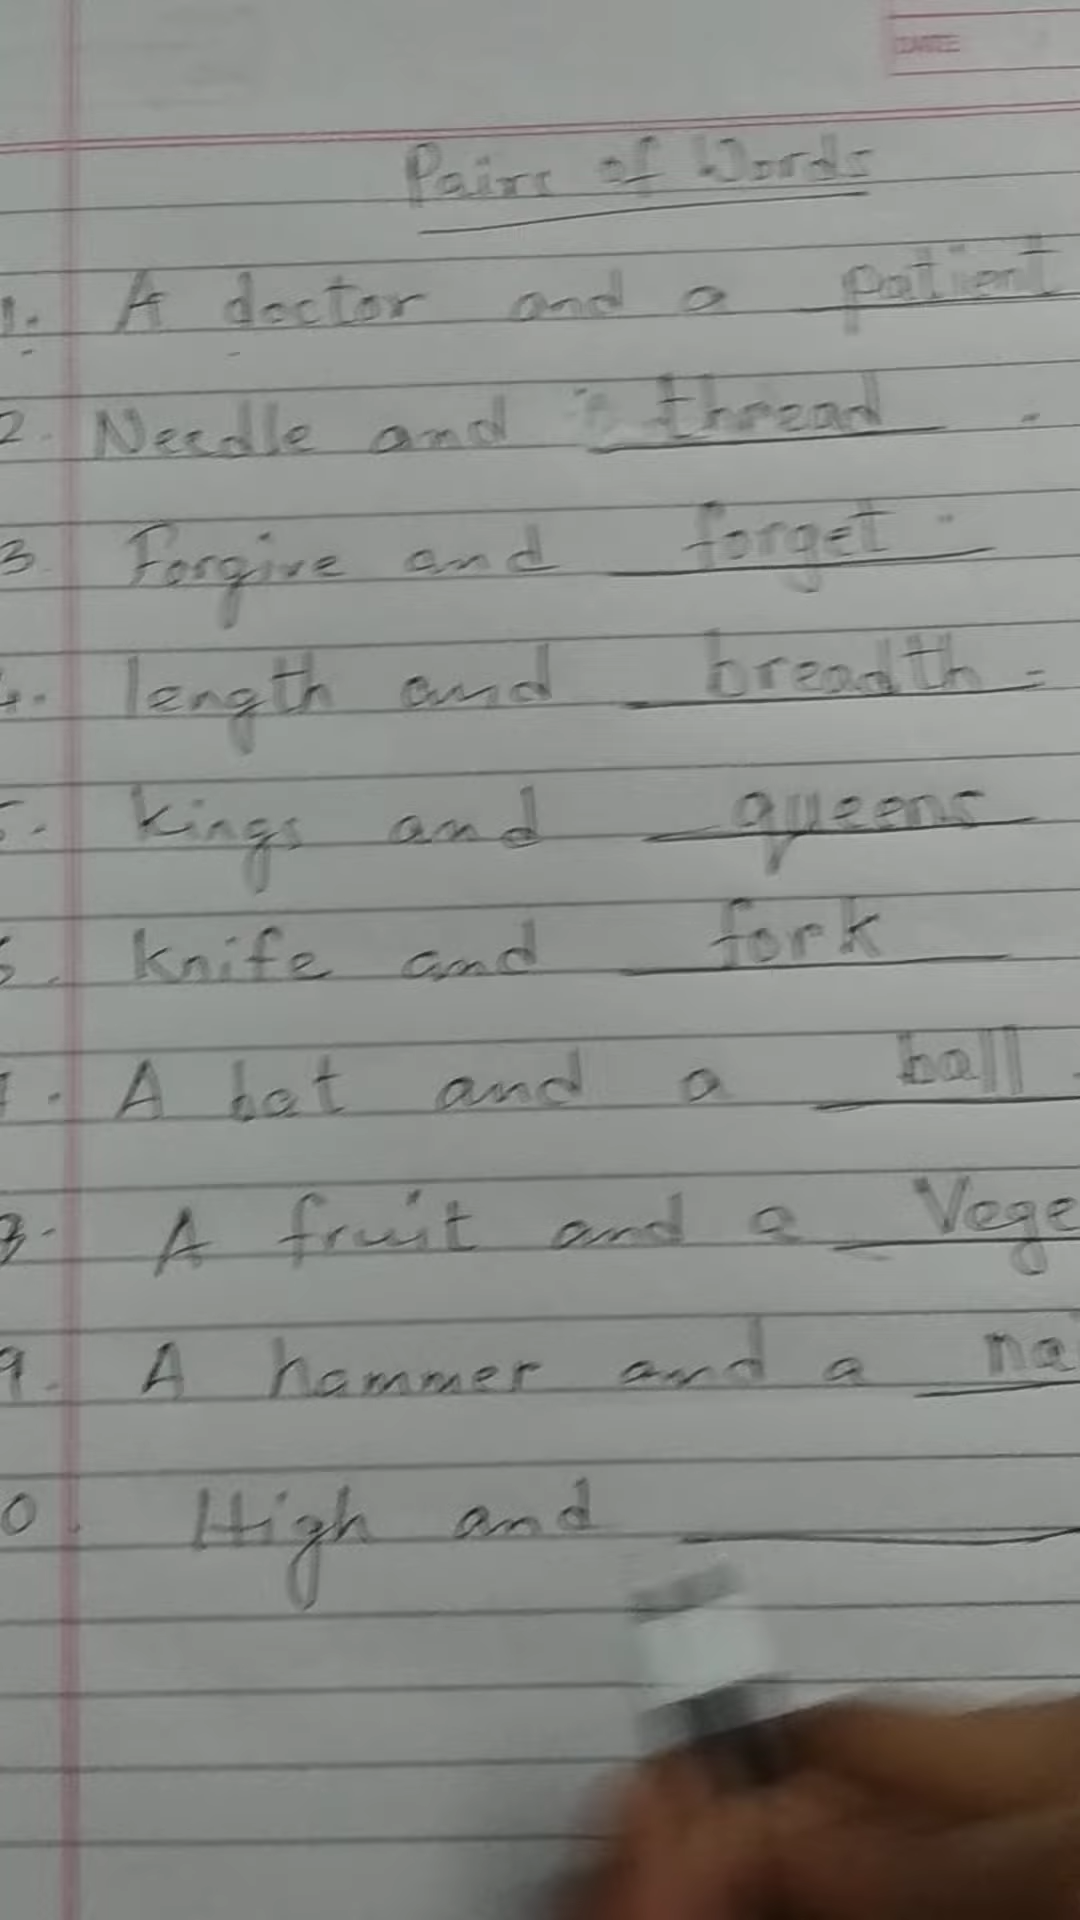 DATE
Pairs of Words
1. A doctor and a patient
2. Needle and thread .
3. Forgive and forget .
4. length and breadth .
5. kings and queens
6. knife and fork
7. A bat and a ball .
8. A fruit and a Vege
9. A hammer and a nai
0. High and